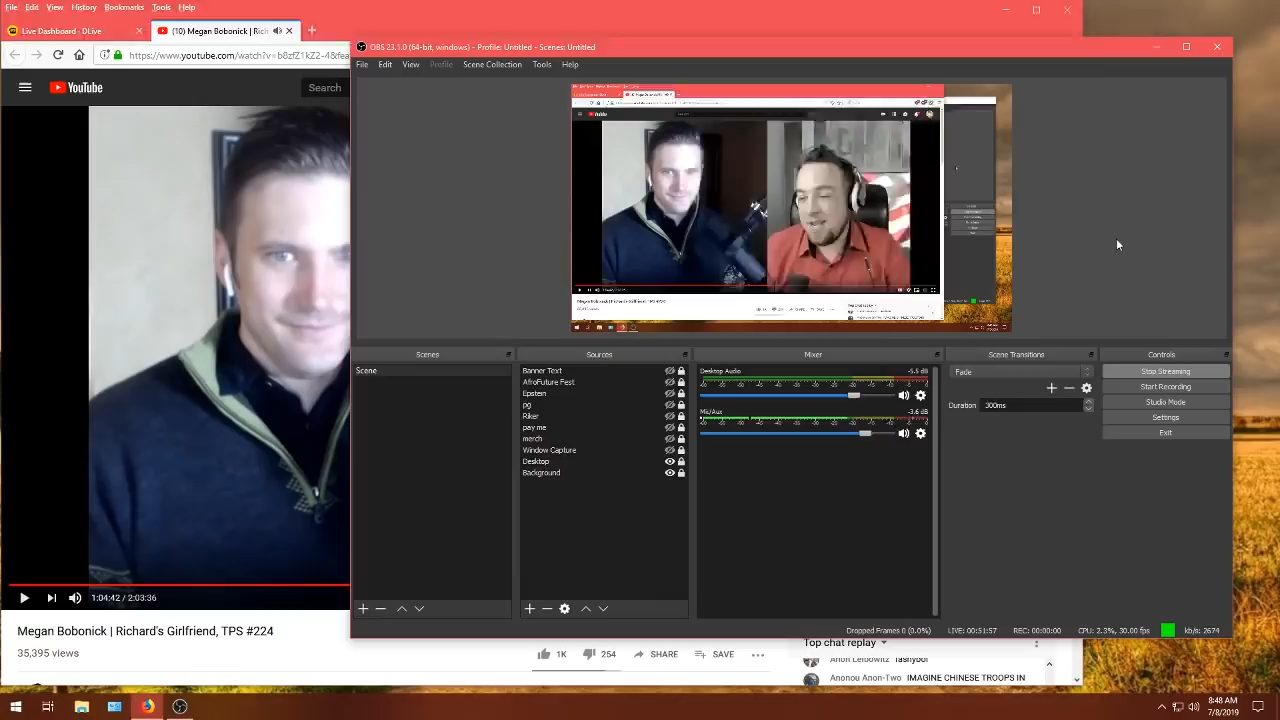 File Edit View History Bookmarks Tools Help
Live Dashboard - DLive
(10) Megan Bobonick | Rich
https://www.youtube.com/watch?v=b8zfZ1kZ2-4&fea
YouTube
Search
OBS 23.1.0 (64-bit, windows) - Profile: Untitled - Scenes: Untitled
File Edit View Profile Scene Collection Tools Help
Scenes
Scene
Sources
Banner Text
AfroFuture Fest
Epstein
pg
Riker
pay me
merch
Window Capture
Desktop
Background
Mixer
Desktop Audio
-5.5 dB
Mic/Aux
-3.6 dB
Scene Transitions
Fade
Duration 300ms
Controls
Stop Streaming
Start Recording
Studio Mode
Settings
Exit
Dropped Frames 0 (0.0%) LIVE: 00:51:57 REC: 00:00:00 CPU: 2.3%, 30.00 fps kb/s: 2674
1:04:42 / 2:03:36
Megan Bobonick | Richard's Girlfriend, TPS #224
35,395 views
1K 254 SHARE SAVE
Top chat replay
Anon Leibowitz
Anonou Anon-Two IMAGINE CHINESE TROOPS IN
8:48 AM
7/8/2019